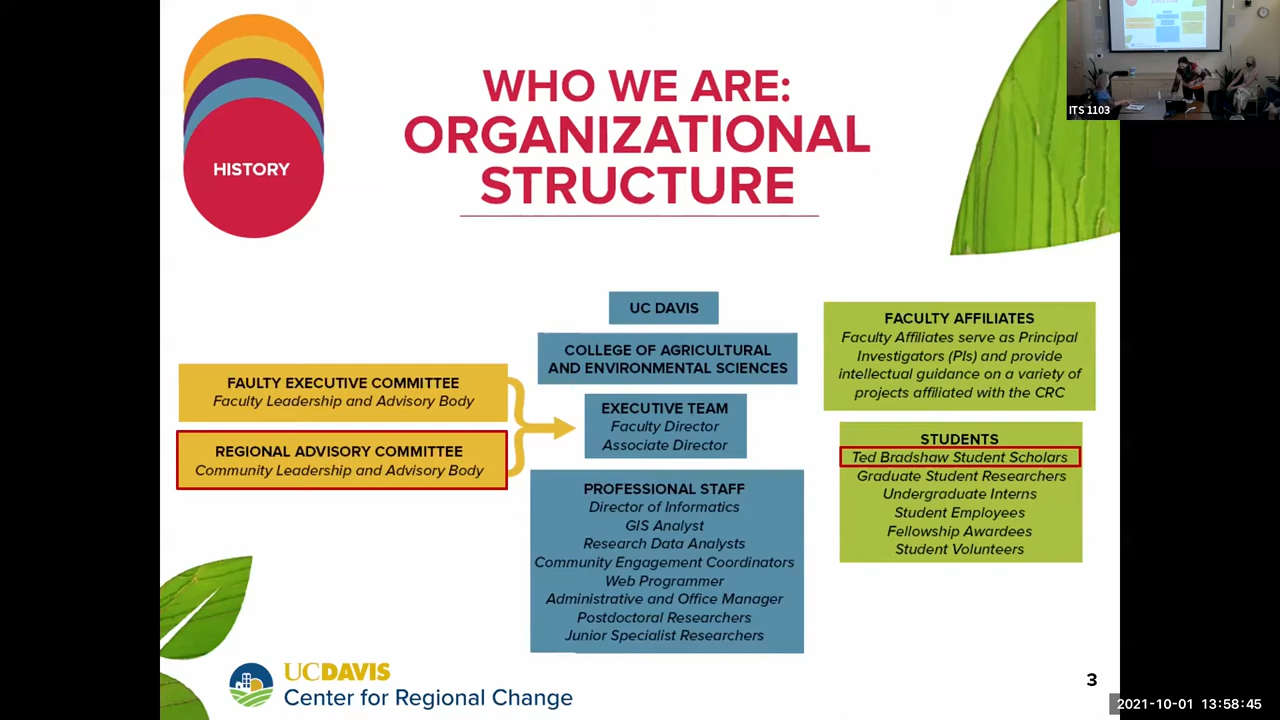 HISTORY
WHO WE ARE:
ORGANIZATIONAL
STRUCTURE
ITS 1103
FAULTY EXECUTIVE COMMITTEE
Faculty Leadership and Advisory Body
REGIONAL ADVISORY COMMITTEE
Community Leadership and Advisory Body
UC DAVIS
COLLEGE OF AGRICULTURAL
AND ENVIRONMENTAL SCIENCES
EXECUTIVE TEAM
Faculty Director
Associate Director
PROFESSIONAL STAFF
Director of Informatics
GIS Analyst
Research Data Analysts
Community Engagement Coordinators
Web Programmer
Administrative and Office Manager
Postdoctoral Researchers
Junior Specialist Researchers
FACULTY AFFILIATES
Faculty Affiliates serve as Principal
Investigators (PIs) and provide
intellectual guidance on a variety of
projects affiliated with the CRC
STUDENTS
Ted Bradshaw Student Scholars
Graduate Student Researchers
Undergraduate Interns
Student Employees
Fellowship Awardees
Student Volunteers
UCDAVIS
Center for Regional Change
3
2021-10-01 13:58:45